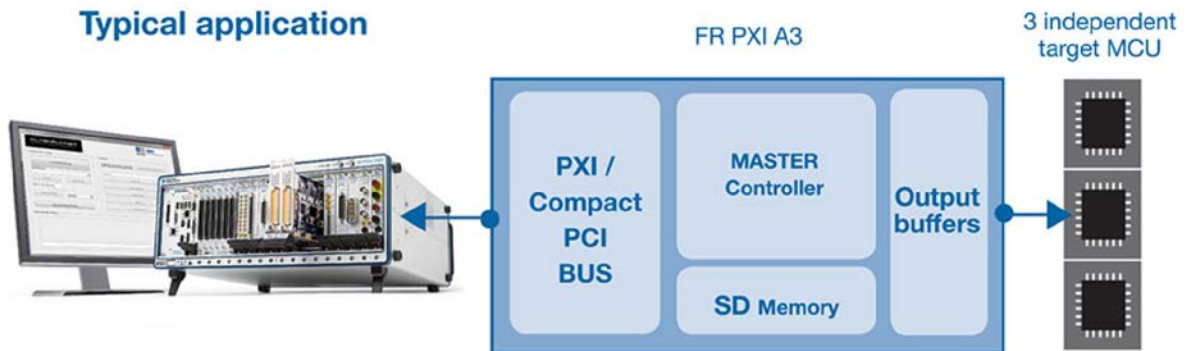 Typical application
FR PXI A3
3 independent
target MCU
PXI /
Compact
PCI
BUS
MASTER
Controller
SD Memory
Output
buffers